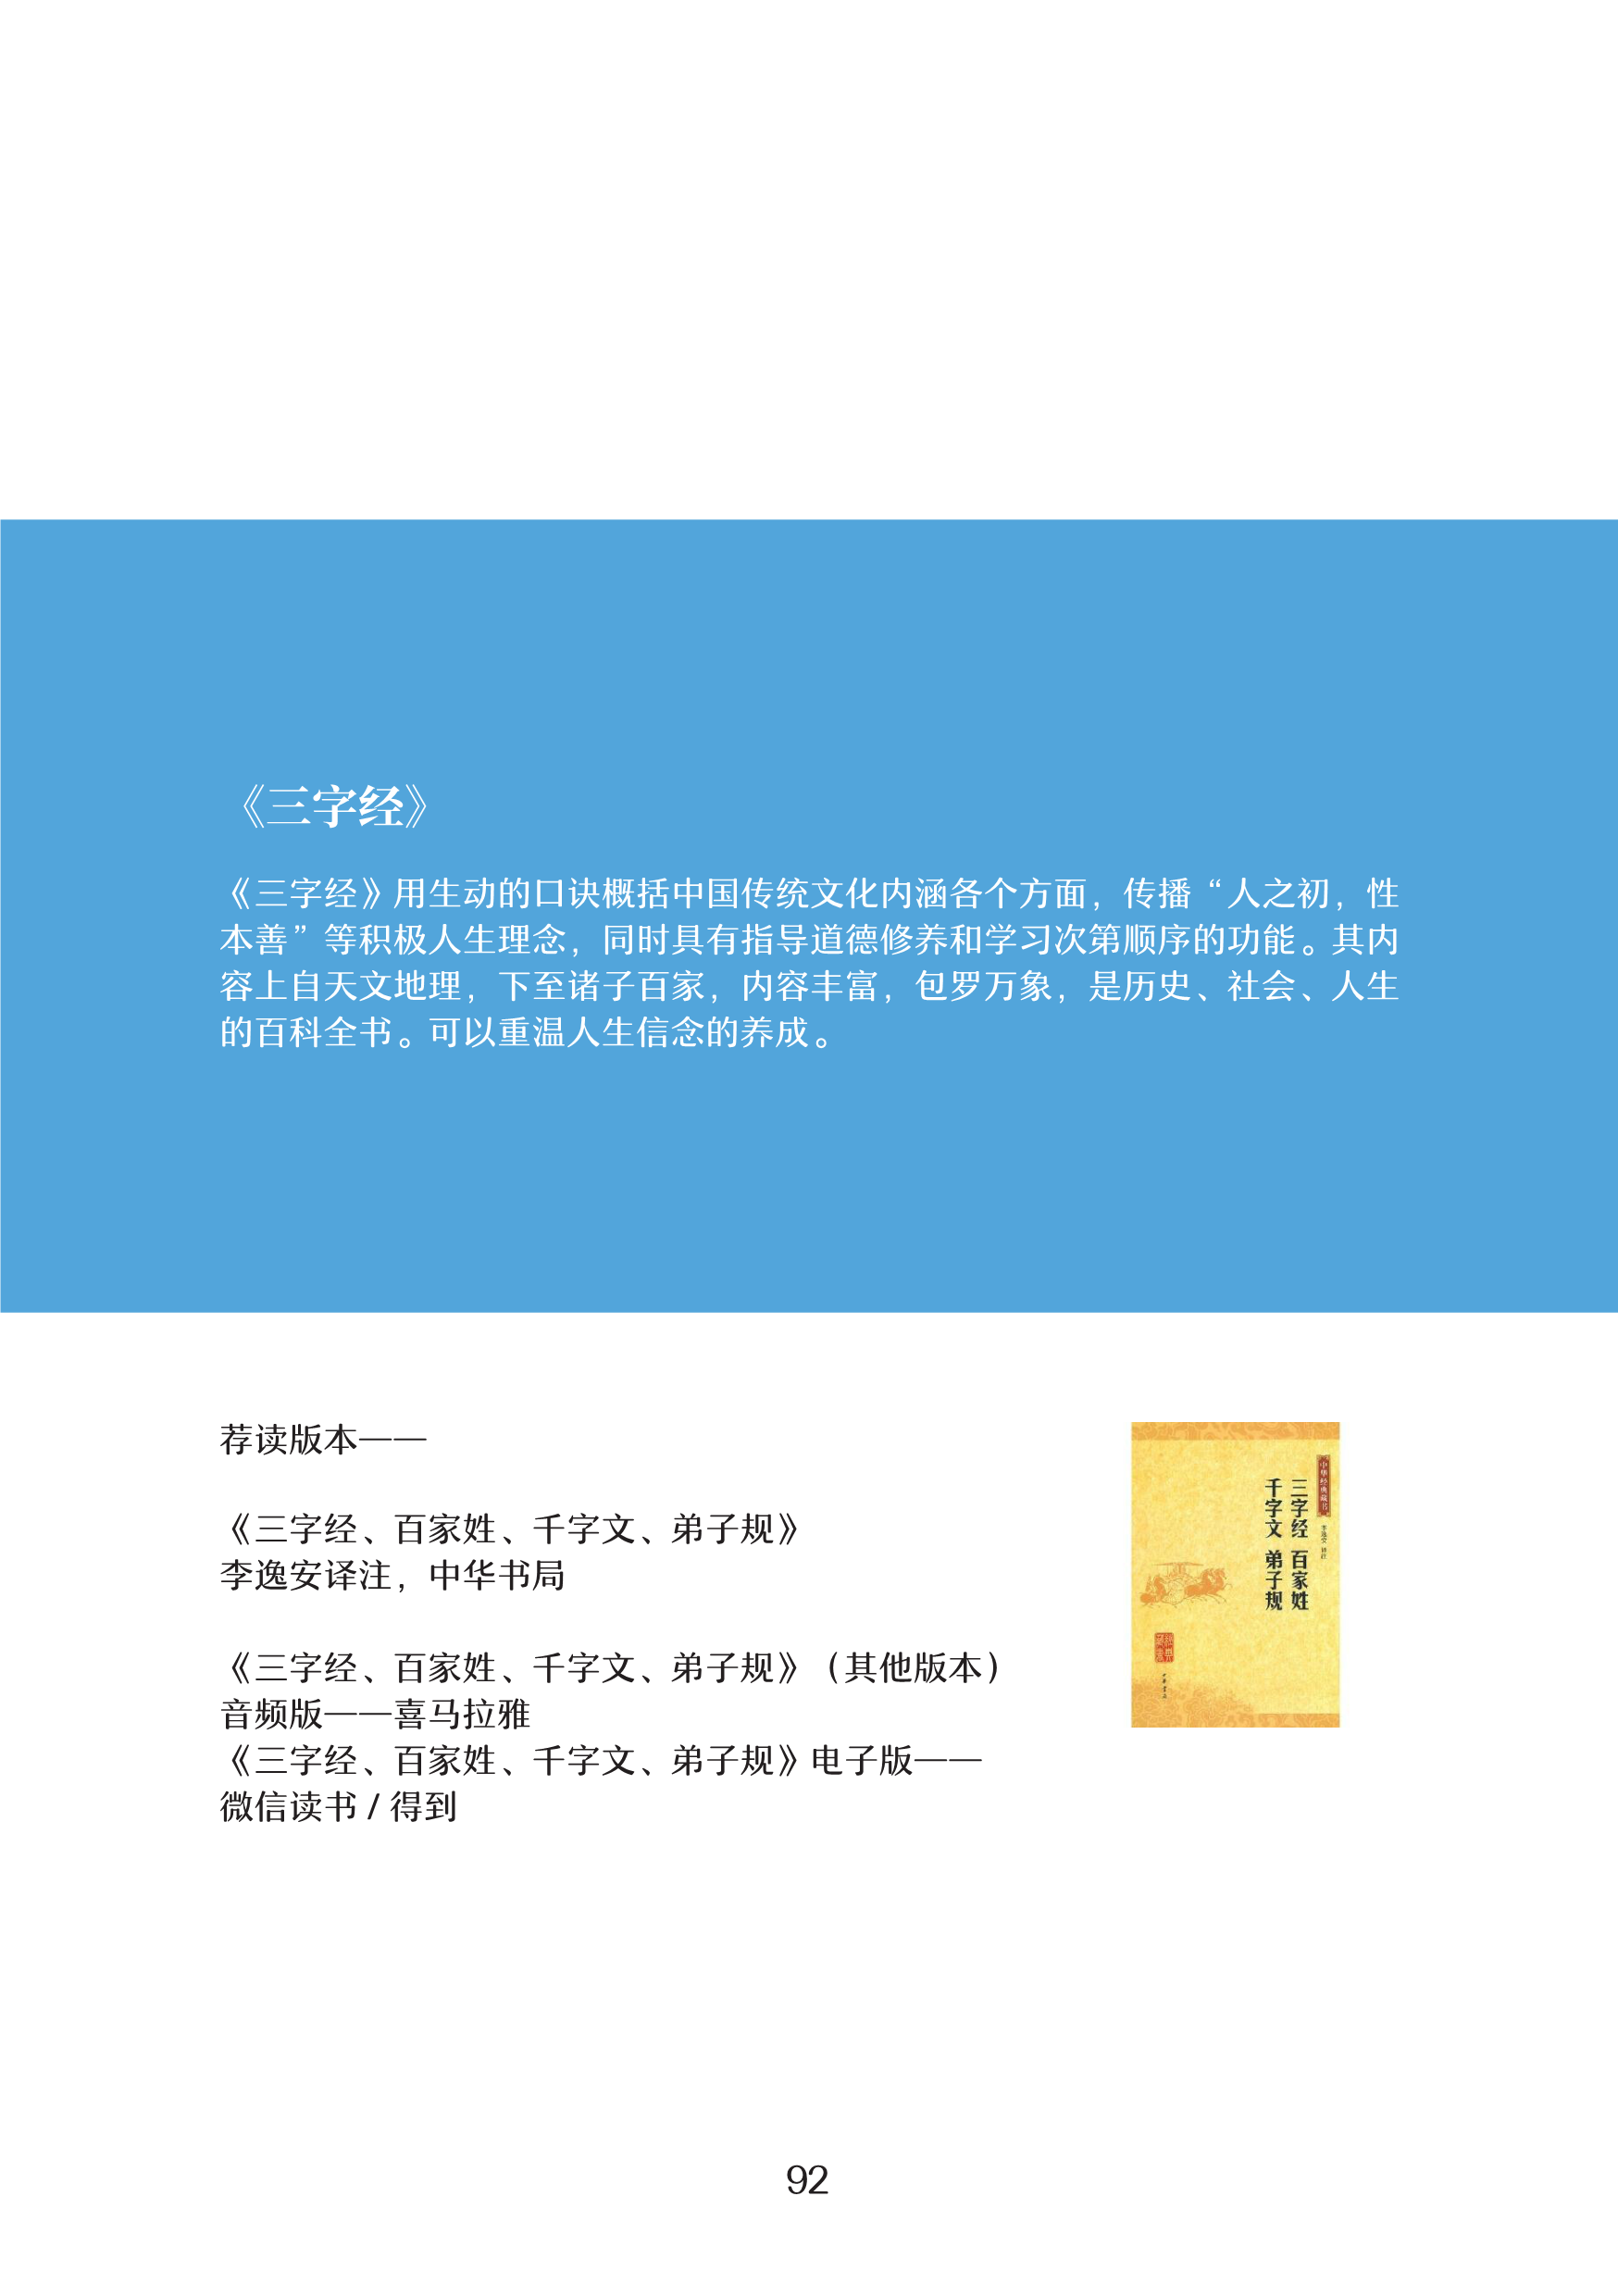 《三字经》
《三字经》用生动的口诀概括中国传统文化内涵各个方面，传播“人之初，性
本善”等积极人生理念，同时具有指导道德修养和学习次第顺序的功能。其内
容上自天文地理，下至诸子百家，内容丰富，包罗万象，是历史、社会、人生
的百科全书。可以重温人生信念的养成。
荐读版本——
《三字经、百家姓、千字文、弟子规》
李逸安译注，中华书局
《三字经、百家姓、千字文、弟子规》（其他版本）
音频版——喜马拉雅
《三字经、百家姓、千字文、弟子规》电子版——
微信读书 / 得到
中华经典藏书
李逸安 译注
三字经 百家姓
千字文 弟子规
中华书局
92